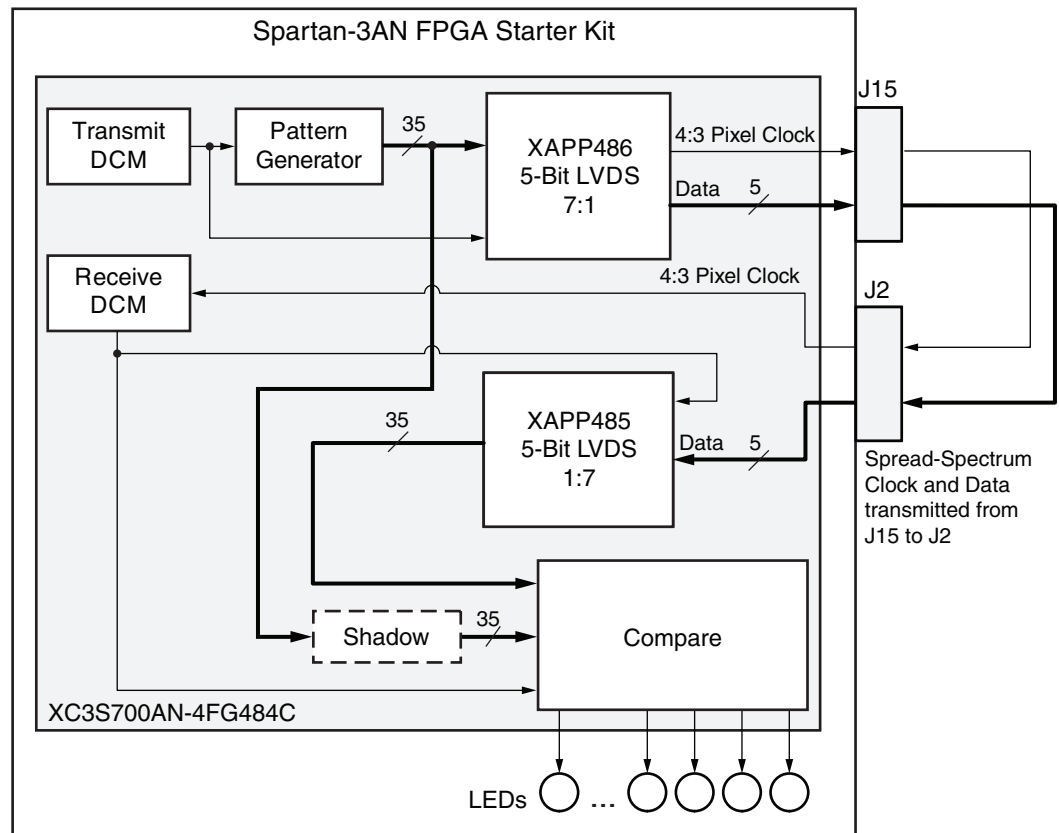 Spartan-3AN FPGA Starter Kit
J15
Transmit
DCM
Pattern
Generator
35
XAPP486
5-Bit LVDS
7:1
4:3 Pixel Clock
Data
5
Receive
DCM
4:3 Pixel Clock
J2
35
XAPP485
5-Bit LVDS
1:7
Data
5
Spread-Spectrum
Clock and Data
transmitted from
J15 to J2
Shadow
35
Compare
XC3S700AN-4FG484C
LEDs
...